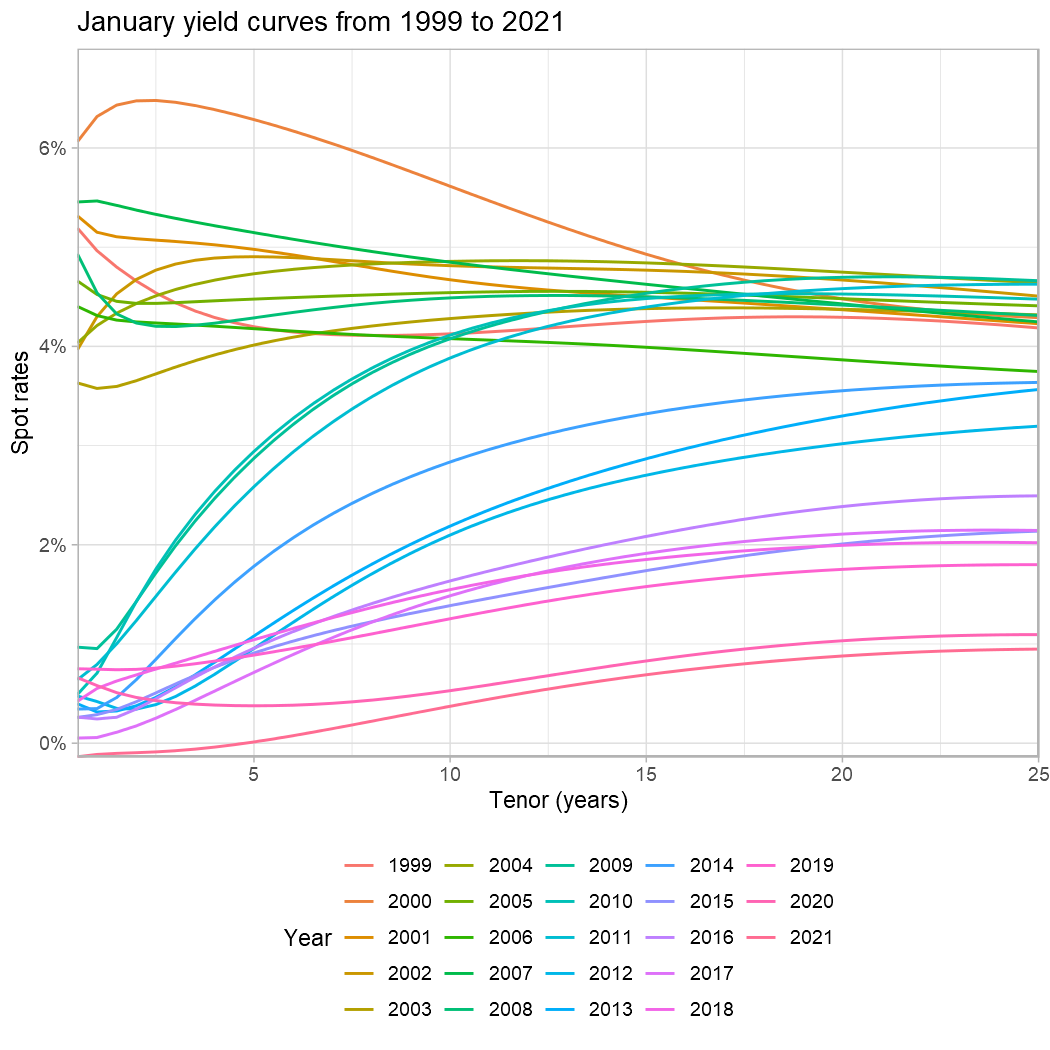 January yield curves from 1999 to 2021
6%
4%
2%
0%
Spot rates
5 10 15 20 25
Tenor (years)
Year
1999 2004 2009 2014 2019
2000 2005 2010 2015 2020
2001 2006 2011 2016 2021
2002 2007 2012 2017
2003 2008 2013 2018